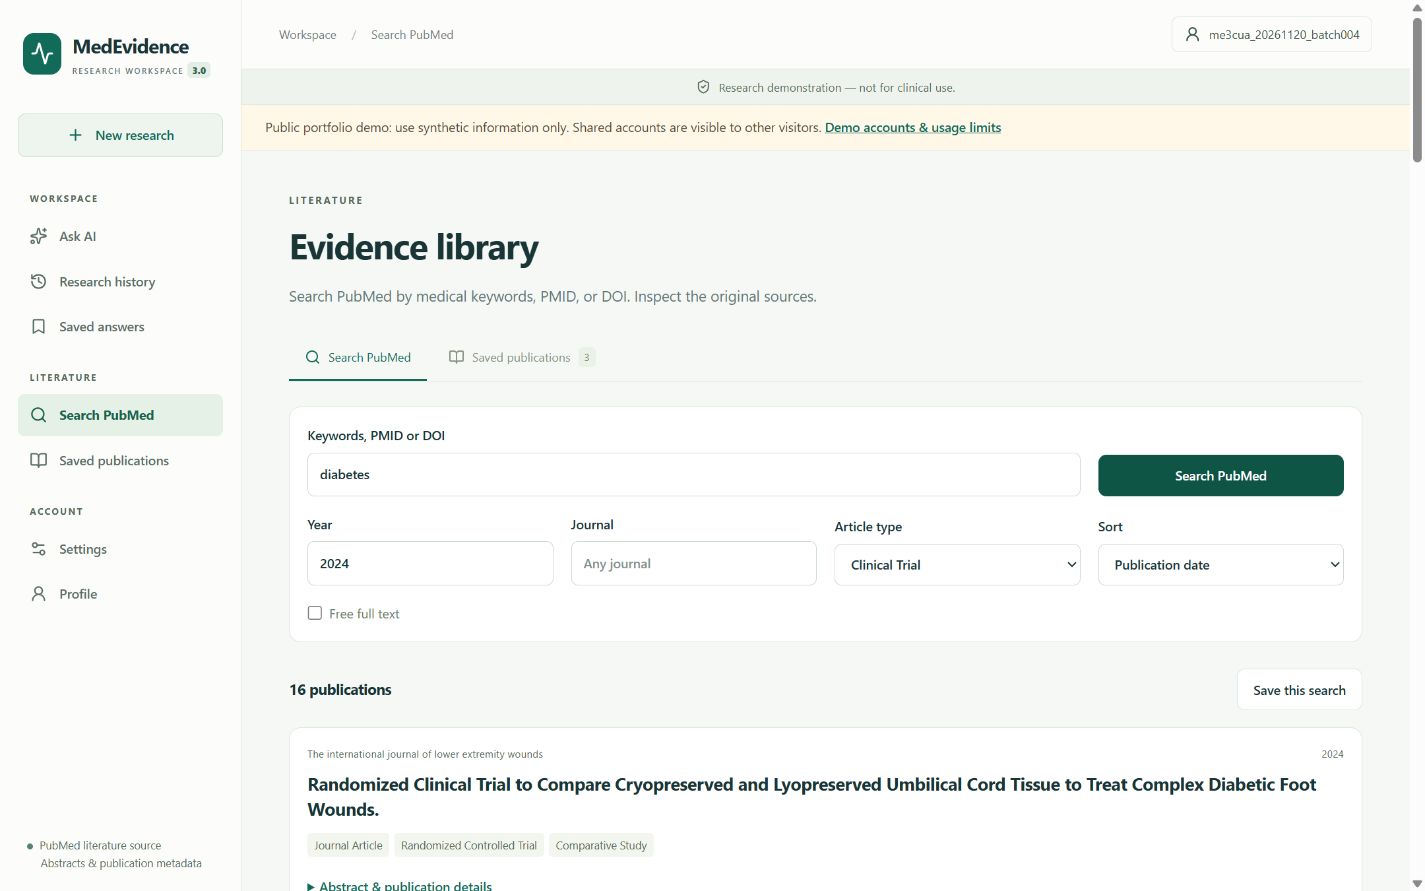 MedEvidence
RESEARCH WORKSPACE 3.0
New research
WORKSPACE
Ask AI
Research history
Saved answers
LITERATURE
Search PubMed
Saved publications
ACCOUNT
Settings
Profile
PubMed literature source
Abstracts & publication metadata
Workspace / Search PubMed
me3cua_20261120_batch004
Research demonstration — not for clinical use.
Public portfolio demo: use synthetic information only. Shared accounts are visible to other visitors. Demo accounts & usage limits
LITERATURE
Evidence library
Search PubMed by medical keywords, PMID, or DOI. Inspect the original sources.
Search PubMed
Saved publications 3
Keywords, PMID or DOI
diabetes
Search PubMed
Year
Journal
Article type
Sort
2024
Any journal
Clinical Trial
Publication date
Free full text
16 publications
Save this search
The international journal of lower extremity wounds
2024
Randomized Clinical Trial to Compare Cryopreserved and Lyopreserved Umbilical Cord Tissue to Treat Complex Diabetic Foot
Wounds.
Journal Article
Randomized Controlled Trial
Comparative Study
Abstract & publication details